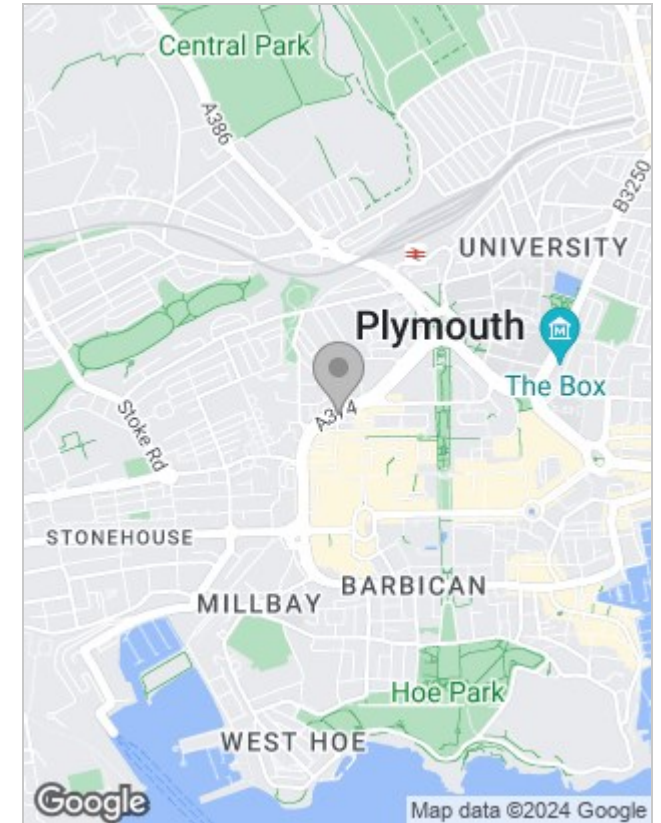 Central Park
A386
B3250
UNIVERSITY
Plymouth
The Box
A374
Stoke Rd
STONEHOUSE
BARBICAN
MILLBAY
Hoe Park
WEST HOE
Google
Map data ©2024 Google